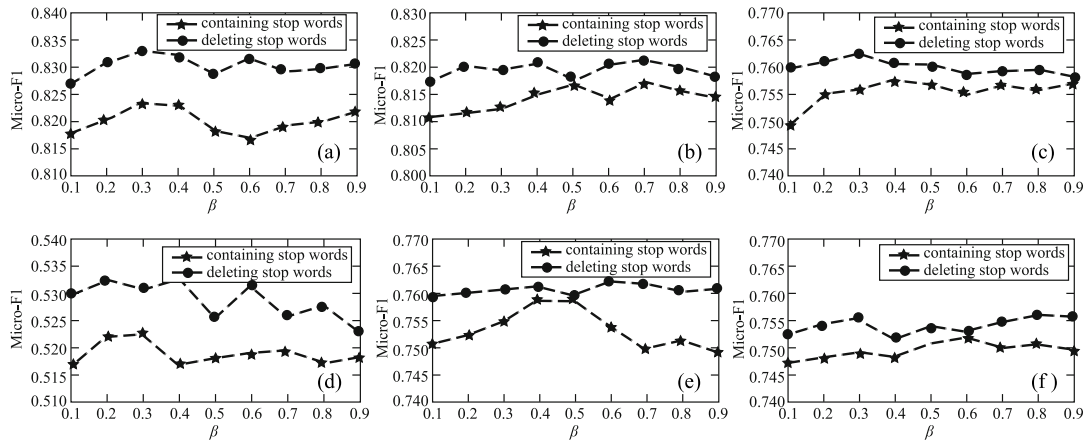 0.840
0.835
0.830
0.825
0.820
0.815
0.810
Micro-F1
containing stop words
deleting stop words
(a)
0.1 0.2 0.3 0.4 0.5 0.6 0.7 0.8 0.9
β
0.830
0.825
0.820
0.815
0.810
0.805
0.800
Micro-F1
containing stop words
deleting stop words
(b)
0.1 0.2 0.3 0.4 0.5 0.6 0.7 0.8 0.9
β
0.770
0.765
0.760
0.755
0.750
0.745
0.740
Micro-F1
containing stop words
deleting stop words
(c)
0.1 0.2 0.3 0.4 0.5 0.6 0.7 0.8 0.9
β
0.540
0.535
0.530
0.525
0.520
0.515
0.510
Micro-F1
containing stop words
deleting stop words
(d)
0.1 0.2 0.3 0.4 0.5 0.6 0.7 0.8 0.9
β
0.770
0.765
0.760
0.755
0.750
0.745
0.740
Micro-F1
containing stop words
deleting stop words
(e)
0.1 0.2 0.3 0.4 0.5 0.6 0.7 0.8 0.9
β
0.770
0.765
0.760
0.755
0.750
0.745
0.740
Micro-F1
containing stop words
deleting stop words
(f)
0.1 0.2 0.3 0.4 0.5 0.6 0.7 0.8 0.9
β